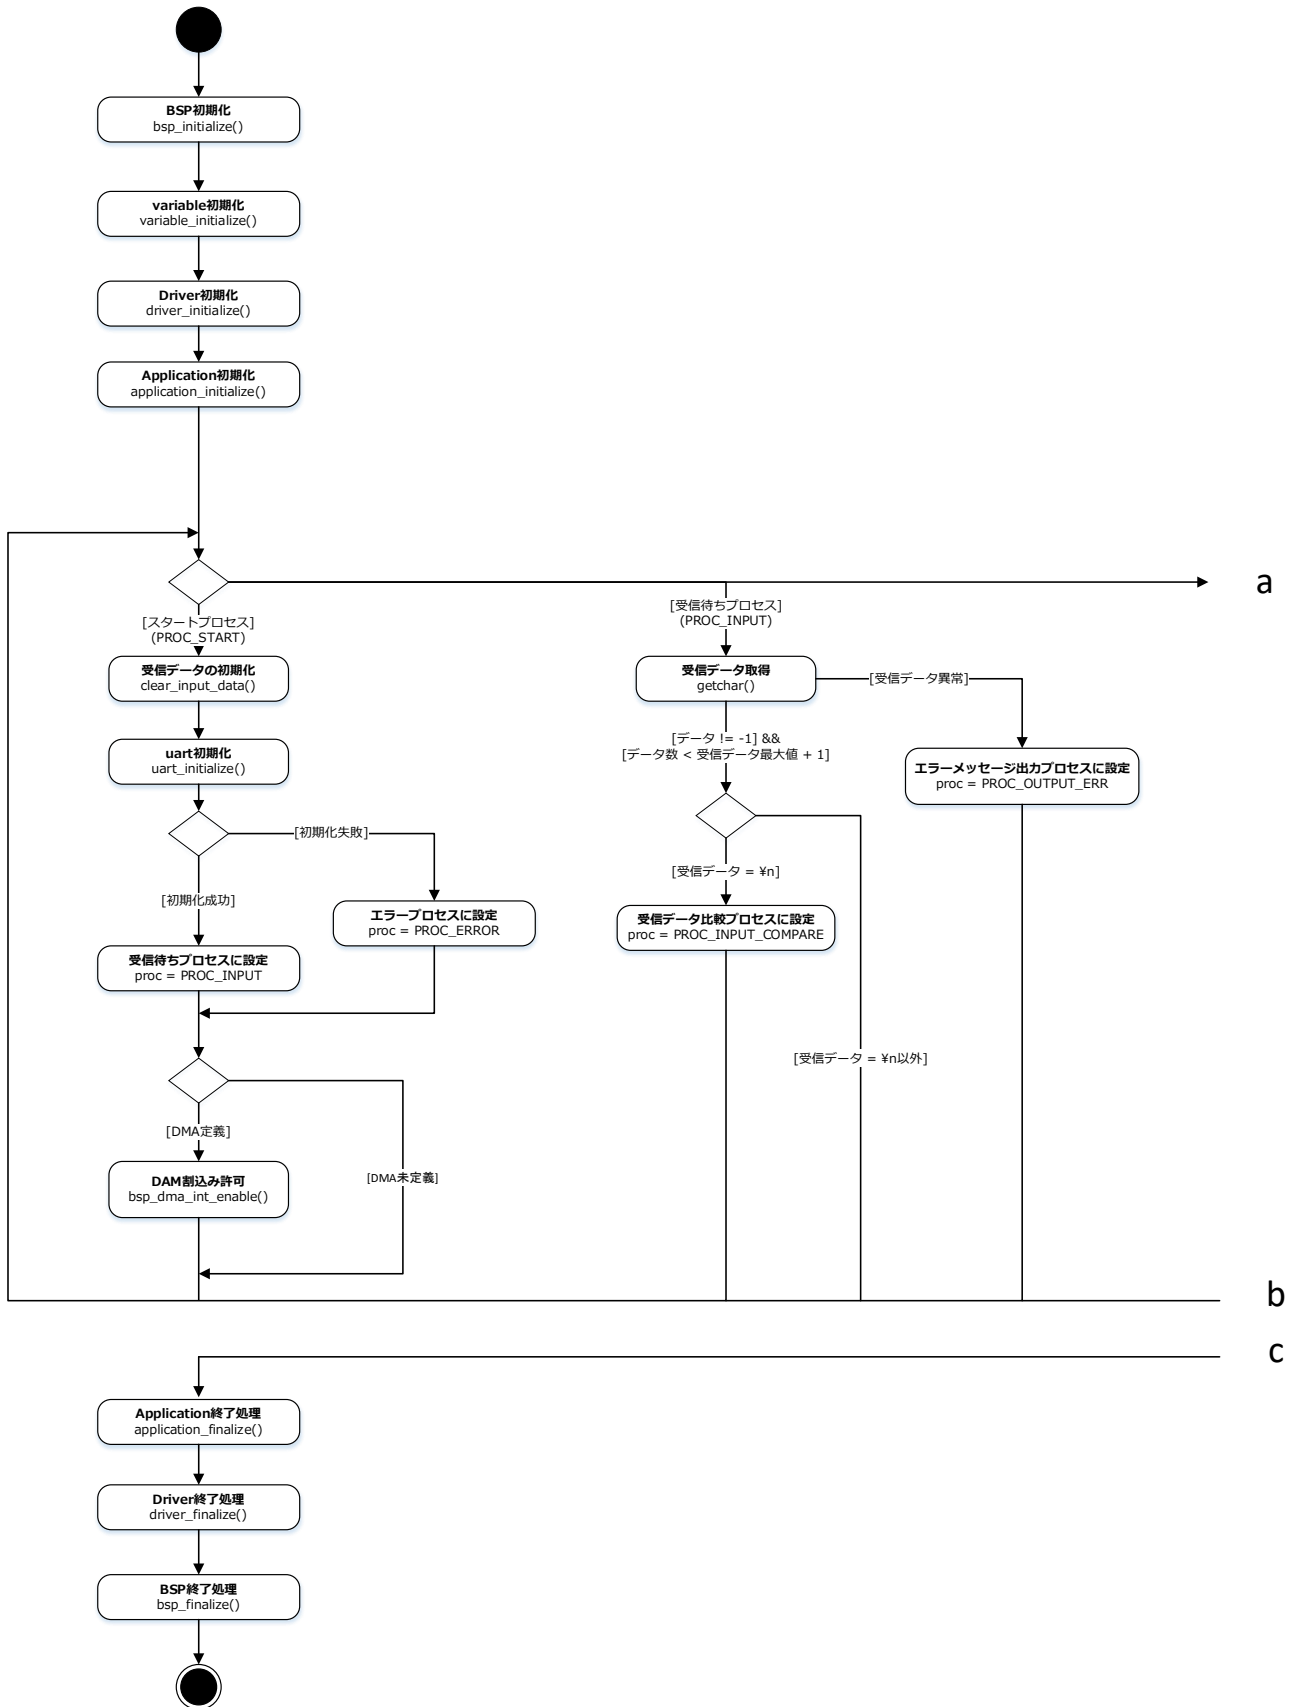 BSP初期化
bsp_initialize()
variable初期化
variable_initialize()
Driver初期化
driver_initialize()
Application初期化
application_initialize()
a
[スタートプロセス]
(PROC_START)
受信データの初期化
clear_input_data()
uart初期化
uart_initialize()
[初期化失敗]
[初期化成功]
エラープロセスに設定
proc = PROC_ERROR
受信待ちプロセスに設定
proc = PROC_INPUT
[DMA定義]
DAM割込み許可
bsp_dma_int_enable()
[DMA未定義]
[受信待ちプロセス]
(PROC_INPUT)
受信データ取得
getchar()
[受信データ異常]
[データ != -1] &&
[データ数 < 受信データ最大値 + 1]
エラーメッセージ出力プロセスに設定
proc = PROC_OUTPUT_ERR
[受信データ = ¥n]
受信データ比較プロセスに設定
proc = PROC_INPUT_COMPARE
[受信データ = ¥n以外]
b
c
Application終了処理
application_finalize()
Driver終了処理
driver_finalize()
BSP終了処理
bsp_finalize()